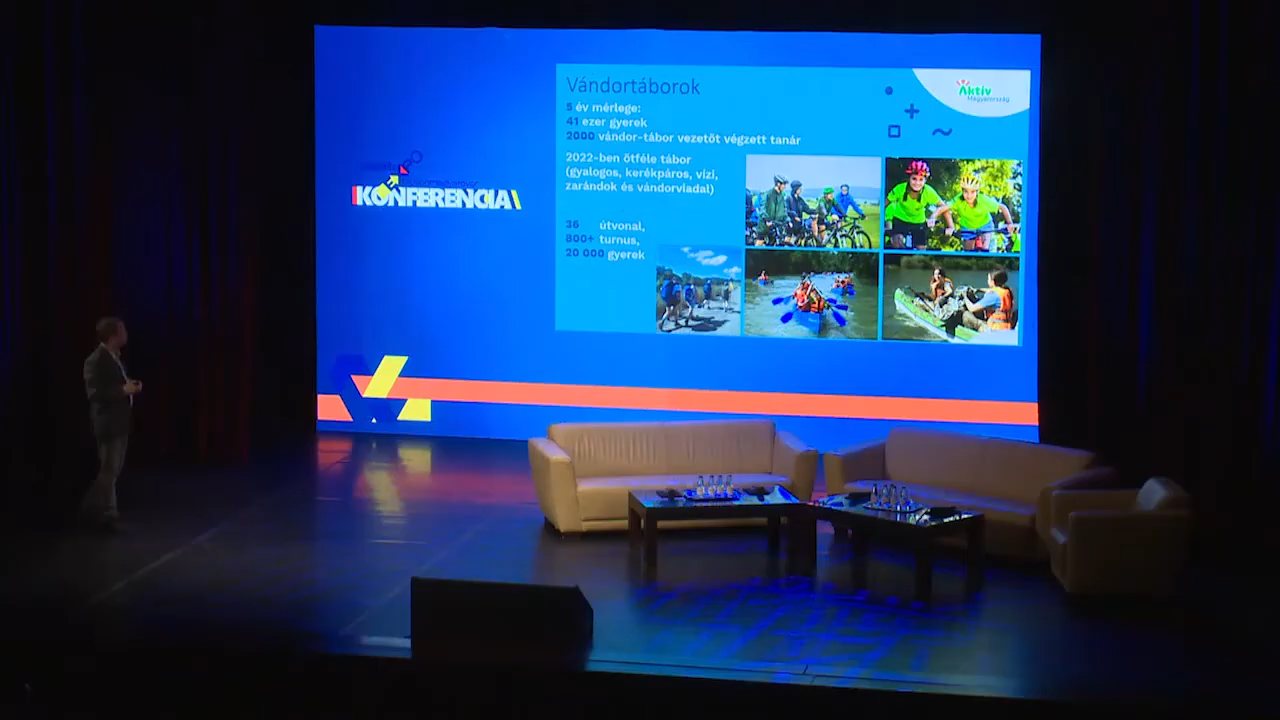 KONFERENCIA
Vándortáborok
5 év mérlege:
41 ezer gyerek
2000 vándor-tábor vezetőt végzett tanár
2022-ben ötféle tábor
(gyalogos, kerékpáros, vízi,
zarándok és vándorviadal)
36 útvonal,
800+ turnus,
20 000 gyerek
Aktív
Magyarország